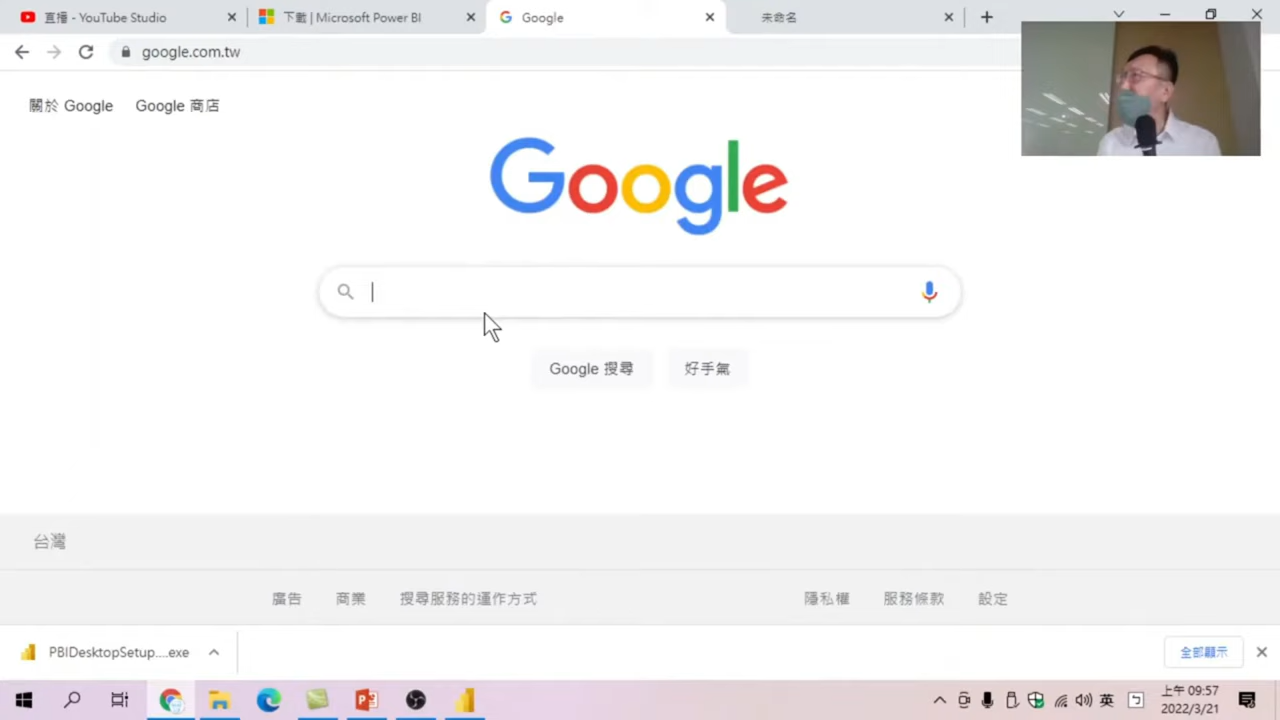 直播 - YouTube Studio
下載 | Microsoft Power BI
Google
未命名
google.com.tw
關於 Google
Google 商店
Google
Google 搜尋
好手氣
台灣
廣告
商業
搜尋服務的運作方式
隱私權
服務條款
設定
PBIDesktopSetup....exe
全部顯示
英
上午 09:57
2022/3/21